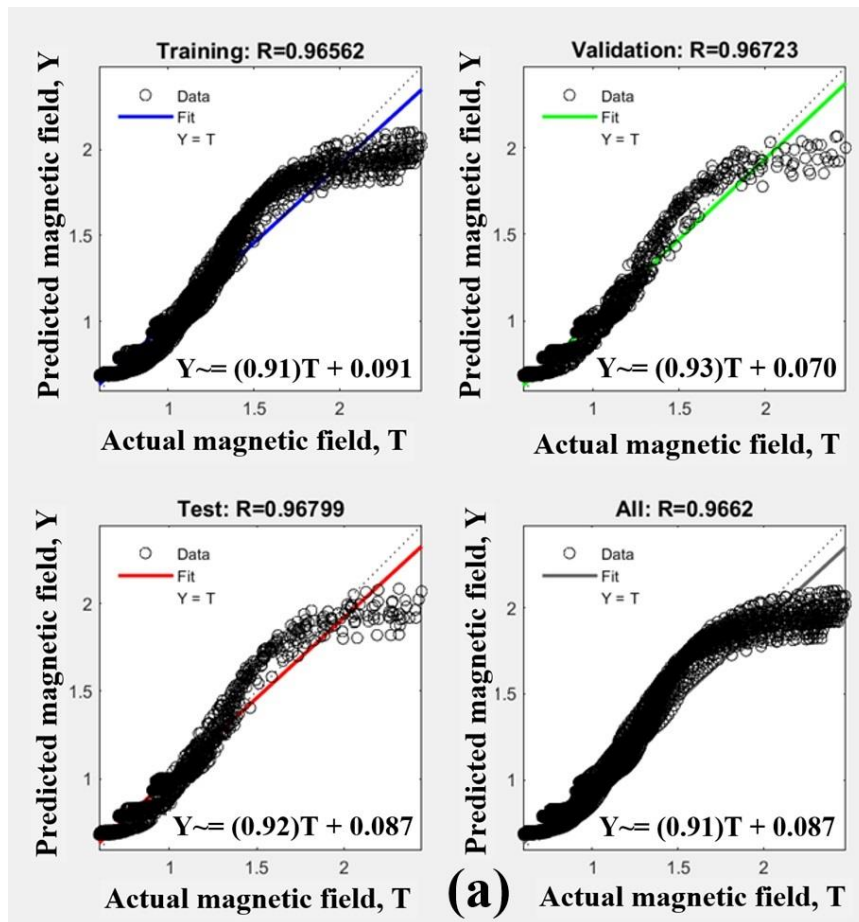 Training: R=0.96562
Predicted magnetic field, Y
Data
Fit
Y = T
2
1.5
1
Y~= (0.91)T + 0.091
1 1.5 2
Actual magnetic field, T
Validation: R=0.96723
Predicted magnetic field, Y
Data
Fit
Y = T
2
1.5
1
Y~= (0.93)T + 0.070
1 1.5 2
Actual magnetic field, T
Test: R=0.96799
Predicted magnetic field, Y
Data
Fit
Y = T
2
1.5
1
Y~= (0.92)T + 0.087
1 1.5 2
Actual magnetic field, T
All: R=0.9662
Predicted magnetic field, Y
Data
Fit
Y = T
2
1.5
1
Y~= (0.91)T + 0.087
1 1.5 2
Actual magnetic field, T
(a)